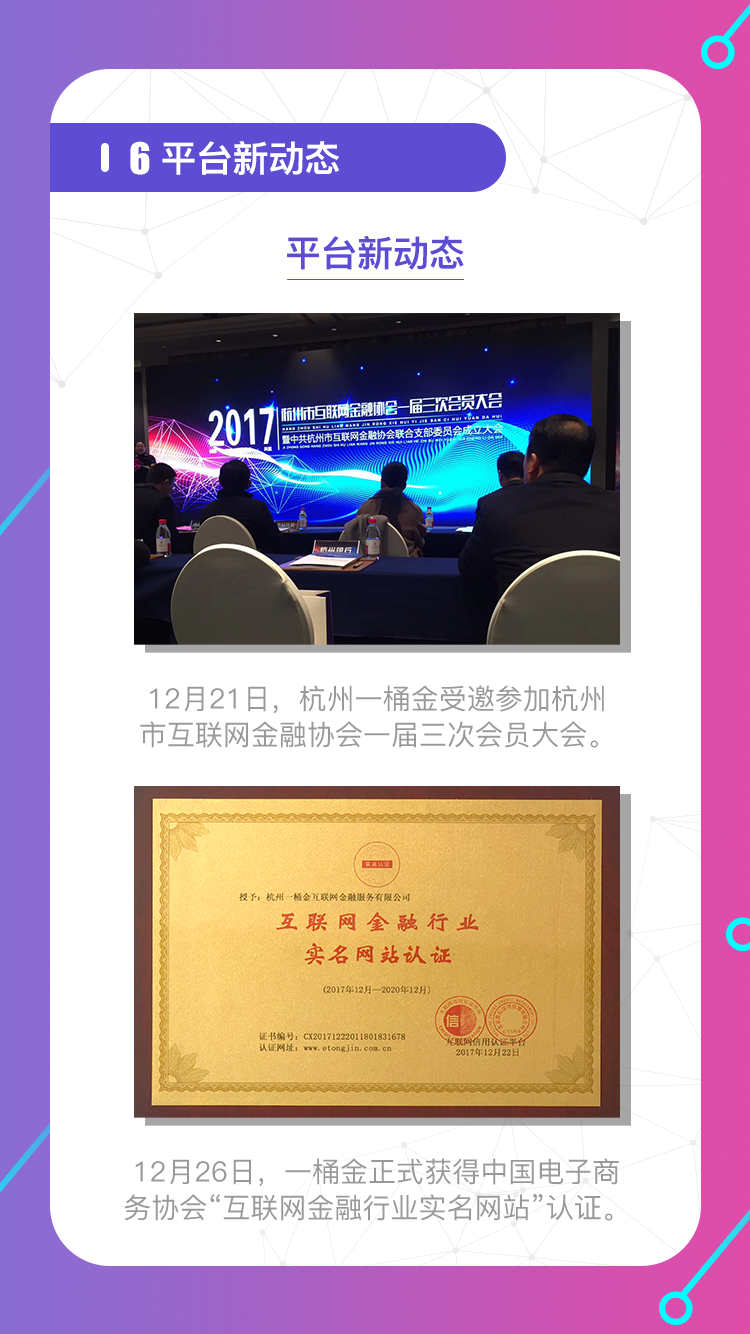 16 平台新动态
平台新动态
2017
杭州市互联网金融协会一届三次会员大会
HANG ZHOU SHI HU LIAN WANG JIN RONG XIE HUI YI JIE SAN CI HUI YUAN DA HUI
暨中共杭州市互联网金融协会联合支部委员会成立大会
杭州银行
12月21日，杭州一桶金受邀参加杭州
市互联网金融协会一届三次会员大会。
实名认证
授予：杭州一桶金互联网金融服务有限公司
互联网金融行业
实名网站认证
(2017年12月—2020年12月)
证书编号：CX20171222011801831678
认证网址：www.etongjin.com.cn
信
互联网信用认证平台
2017年12月22日
12月26日，一桶金正式获得中国电子商
务协会“互联网金融行业实名网站”认证。